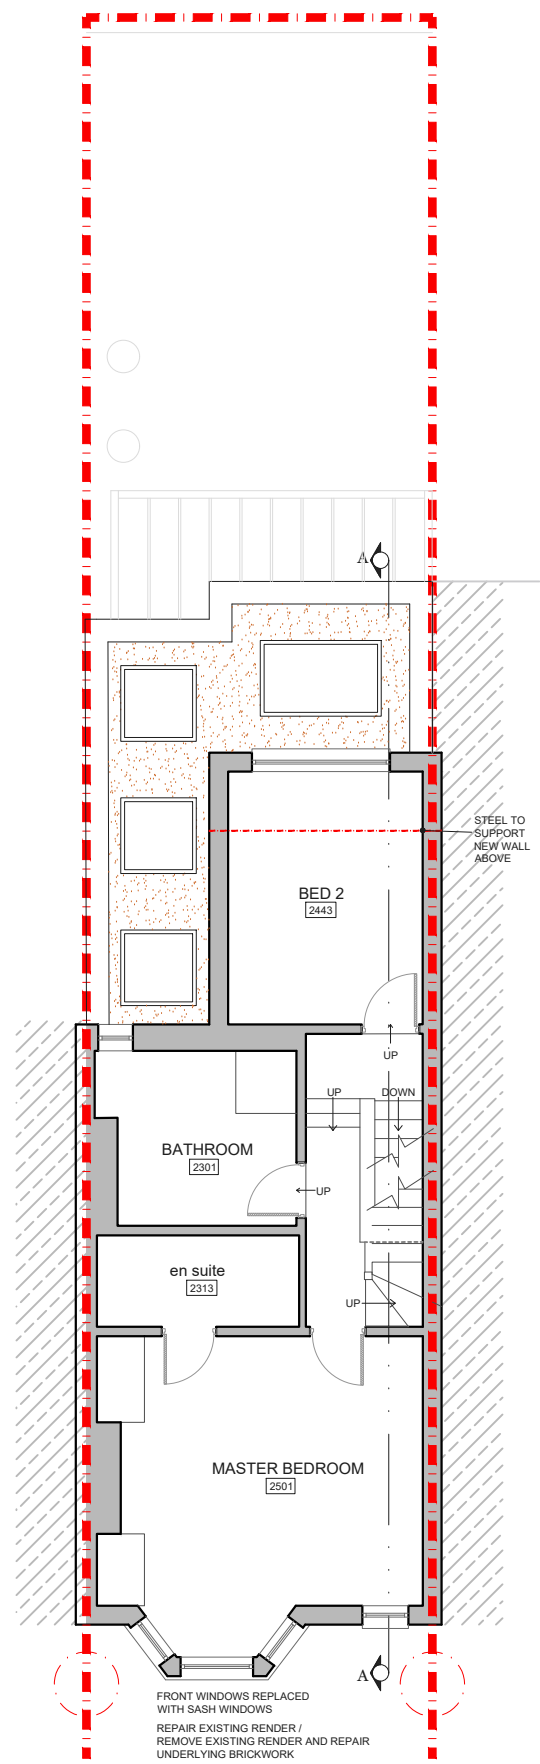 A
STEEL TO
SUPPORT
NEW WALL
ABOVE
BED 2
2443
UP
UP
DOWN
BATHROOM
2301
UP
en suite
2313
UP
MASTER BEDROOM
2501
A
FRONT WINDOWS REPLACED
WITH SASH WINDOWS
REPAIR EXISTING RENDER /
REMOVE EXISTING RENDER AND REPAIR
UNDERLYING BRICKWORK